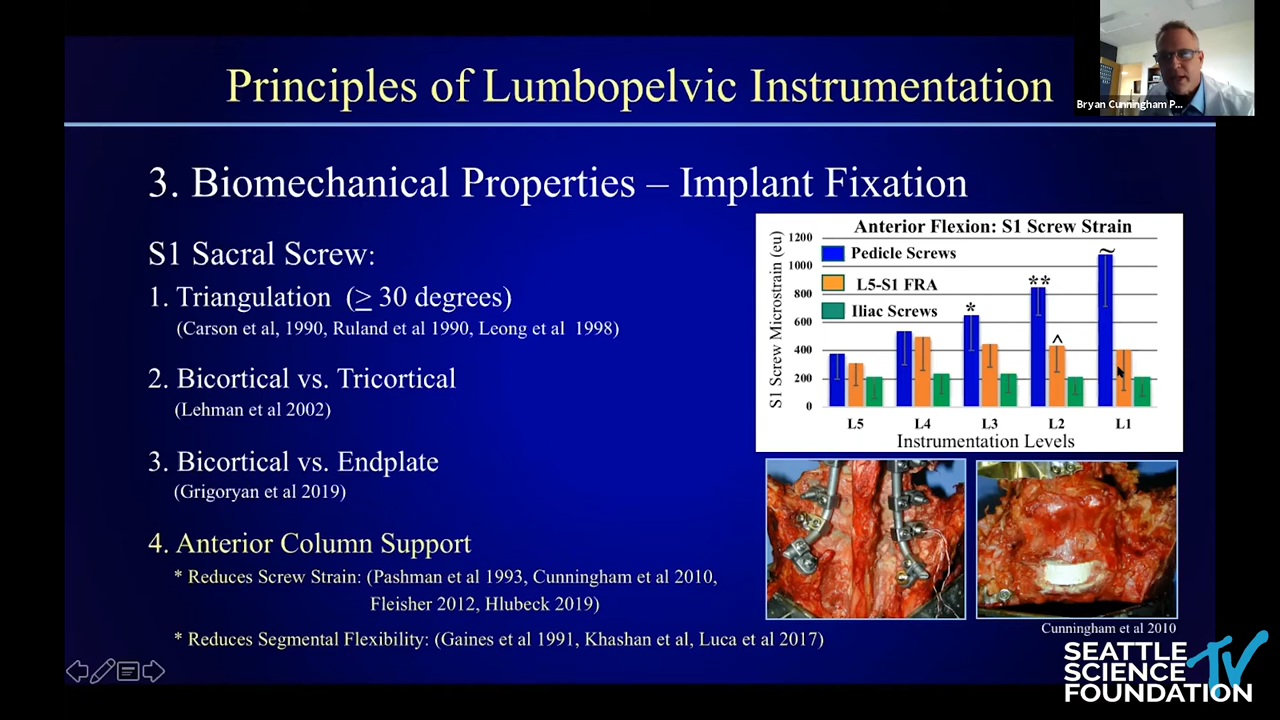 Principles of Lumbopelvic Instrumentation
Bryan Cunningham P...
3. Biomechanical Properties – Implant Fixation
S1 Sacral Screw:
1. Triangulation (≥ 30 degrees)
(Carson et al, 1990, Ruland et al 1990, Leong et al 1998)
2. Bicortical vs. Tricortical
(Lehman et al 2002)
3. Bicortical vs. Endplate
(Grigoryan et al 2019)
4. Anterior Column Support
* Reduces Screw Strain: (Pashman et al 1993, Cunningham et al 2010,
Fleisher 2012, Hlubeck 2019)
* Reduces Segmental Flexibility: (Gaines et al 1991, Khashan et al, Luca et al 2017)
Anterior Flexion: S1 Screw Strain
S1 Screw Microstrain (eu)
1200
1000
800
600
400
200
0
Pedicle Screws
L5-S1 FRA
Iliac Screws
*
**
^
~
L5 L4 L3 L2 L1
Instrumentation Levels
Cunningham et al 2010
SEATTLE
SCIENCE
FOUNDATION
TV